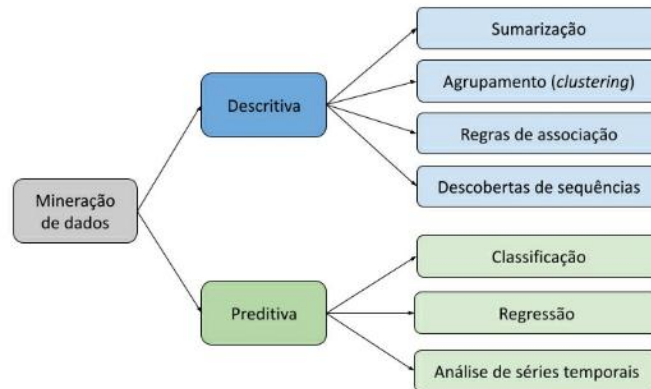 Mineração
de dados
Descritiva
Sumarização
Agrupamento (clustering)
Regras de associação
Descobertas de sequências
Preditiva
Classificação
Regressão
Análise de séries temporais